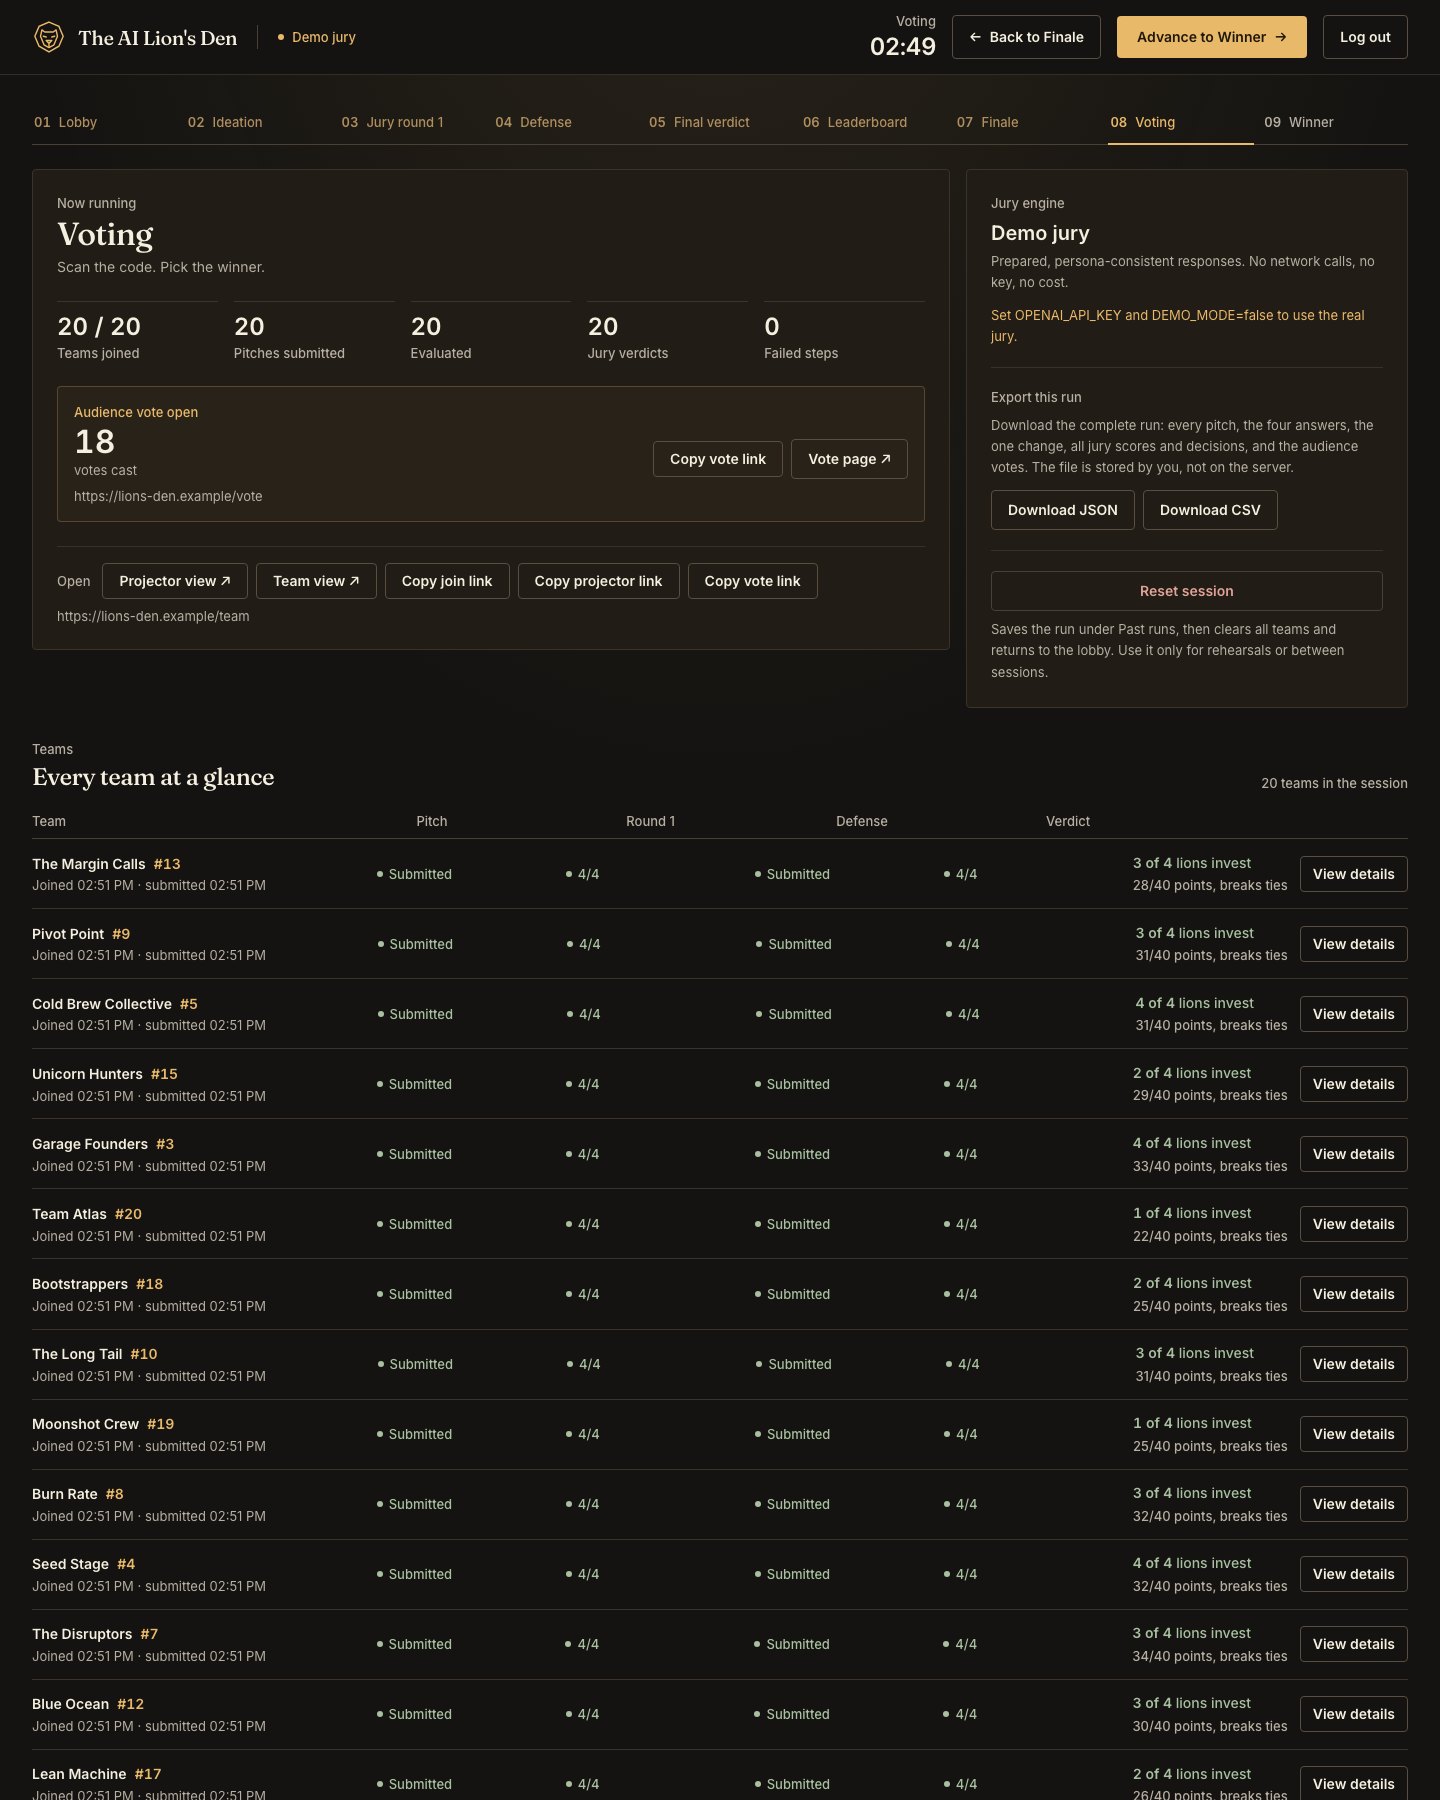 The AI Lion's Den
Demo jury
Voting
02:49
← Back to Finale
Advance to Winner →
Log out
01 Lobby
02 Ideation
03 Jury round 1
04 Defense
05 Final verdict
06 Leaderboard
07 Finale
08 Voting
09 Winner
Now running
Voting
Scan the code. Pick the winner.
20 / 20
Teams joined
20
Pitches submitted
20
Evaluated
20
Jury verdicts
0
Failed steps
Audience vote open
18
votes cast
https://lions-den.example/vote
Copy vote link
Vote page ↗
Open
Projector view ↗
Team view ↗
Copy join link
Copy projector link
Copy vote link
https://lions-den.example/team
Jury engine
Demo jury
Prepared, persona-consistent responses. No network calls, no
key, no cost.
Set OPENAI_API_KEY and DEMO_MODE=false to use the real
jury.
Export this run
Download the complete run: every pitch, the four answers, the
one change, all jury scores and decisions, and the audience
votes. The file is stored by you, not on the server.
Download JSON
Download CSV
Reset session
Saves the run under Past runs, then clears all teams and
returns to the lobby. Use it only for rehearsals or between
sessions.
Teams
Every team at a glance
20 teams in the session
Team Pitch Round 1 Defense Verdict
The Margin Calls #13
Joined 02:51 PM · submitted 02:51 PM
Submitted 4/4 Submitted 4/4
3 of 4 lions invest
28/40 points, breaks ties
View details
Pivot Point #9
Joined 02:51 PM · submitted 02:51 PM
Submitted 4/4 Submitted 4/4
3 of 4 lions invest
31/40 points, breaks ties
View details
Cold Brew Collective #5
Joined 02:51 PM · submitted 02:51 PM
Submitted 4/4 Submitted 4/4
4 of 4 lions invest
31/40 points, breaks ties
View details
Unicorn Hunters #15
Joined 02:51 PM · submitted 02:51 PM
Submitted 4/4 Submitted 4/4
2 of 4 lions invest
29/40 points, breaks ties
View details
Garage Founders #3
Joined 02:51 PM · submitted 02:51 PM
Submitted 4/4 Submitted 4/4
4 of 4 lions invest
33/40 points, breaks ties
View details
Team Atlas #20
Joined 02:51 PM · submitted 02:51 PM
Submitted 4/4 Submitted 4/4
1 of 4 lions invest
22/40 points, breaks ties
View details
Bootstrappers #18
Joined 02:51 PM · submitted 02:51 PM
Submitted 4/4 Submitted 4/4
2 of 4 lions invest
25/40 points, breaks ties
View details
The Long Tail #10
Joined 02:51 PM · submitted 02:51 PM
Submitted 4/4 Submitted 4/4
3 of 4 lions invest
31/40 points, breaks ties
View details
Moonshot Crew #19
Joined 02:51 PM · submitted 02:51 PM
Submitted 4/4 Submitted 4/4
1 of 4 lions invest
25/40 points, breaks ties
View details
Burn Rate #8
Joined 02:51 PM · submitted 02:51 PM
Submitted 4/4 Submitted 4/4
3 of 4 lions invest
32/40 points, breaks ties
View details
Seed Stage #4
Joined 02:51 PM · submitted 02:51 PM
Submitted 4/4 Submitted 4/4
4 of 4 lions invest
32/40 points, breaks ties
View details
The Disruptors #7
Joined 02:51 PM · submitted 02:51 PM
Submitted 4/4 Submitted 4/4
3 of 4 lions invest
34/40 points, breaks ties
View details
Blue Ocean #12
Joined 02:51 PM · submitted 02:51 PM
Submitted 4/4 Submitted 4/4
3 of 4 lions invest
30/40 points, breaks ties
View details
Lean Machine #17
Joined 02:51 PM · submitted 02:51 PM
Submitted 4/4 Submitted 4/4
2 of 4 lions invest
26/40 points, breaks ties
View details